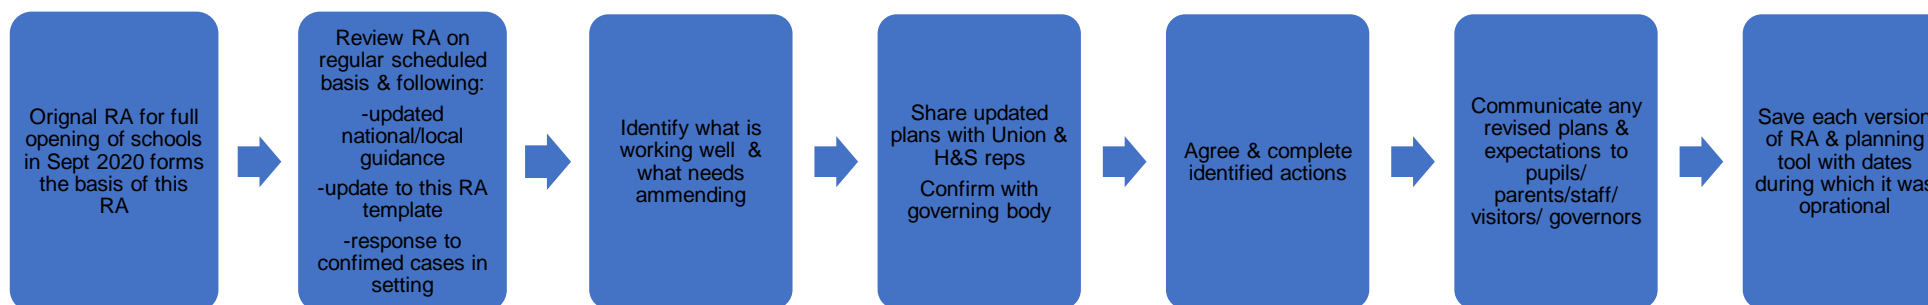 Orignal RA for full
opening of schools
in Sept 2020 forms
the basis of this
RA
Review RA on
regular scheduled
basis & following:
-updated
national/local
guidance
-update to this RA
template
-response to
confimed cases in
setting
Identify what is
working well & 
what needs
ammending
Share updated
plans with Union &
H&S reps
Confirm with
governing body
Agree & complete
identified actions
Communicate any
revised plans &
expectations to
pupils/
parents/staff/
visitors/ governors
Save each version
of RA & planning
tool with dates
during which it was
oprational